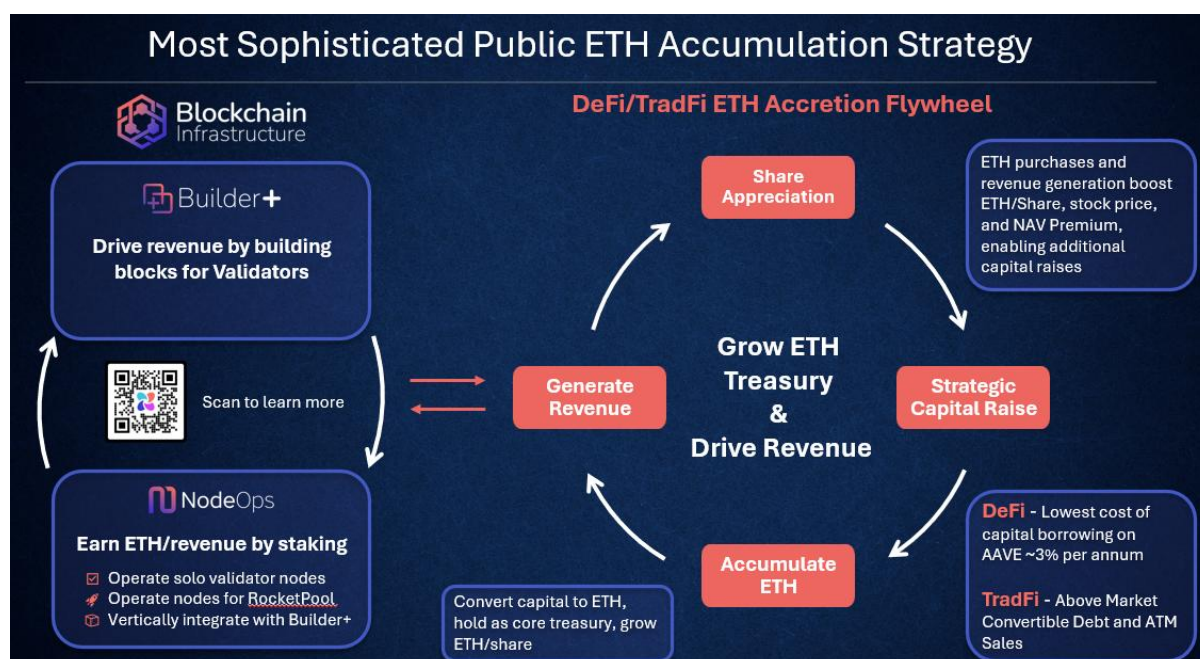 Most Sophisticated Public ETH Accumulation Strategy
Blockchain
Infrastructure
Builder+
Drive revenue by building
blocks for Validators
Scan to learn more
NodeOps
Earn ETH/revenue by staking
Operate solo validator nodes
Operate nodes for RocketPool
Vertically integrate with Builder+
DeFi/TradFi ETH Accretion Flywheel
Share
Appreciation
ETH purchases and
revenue generation boost
ETH/Share, stock price,
and NAV Premium,
enabling additional
capital raises
Generate
Revenue
Grow ETH
Treasury
&
Drive Revenue
Strategic
Capital Raise
Accumulate
ETH
Convert capital to ETH,
hold as core treasury, grow
ETH/share
DeFi - Lowest cost of
capital borrowing on
AAVE ~3% per annum
TradFi - Above Market
Convertible Debt and ATM
Sales